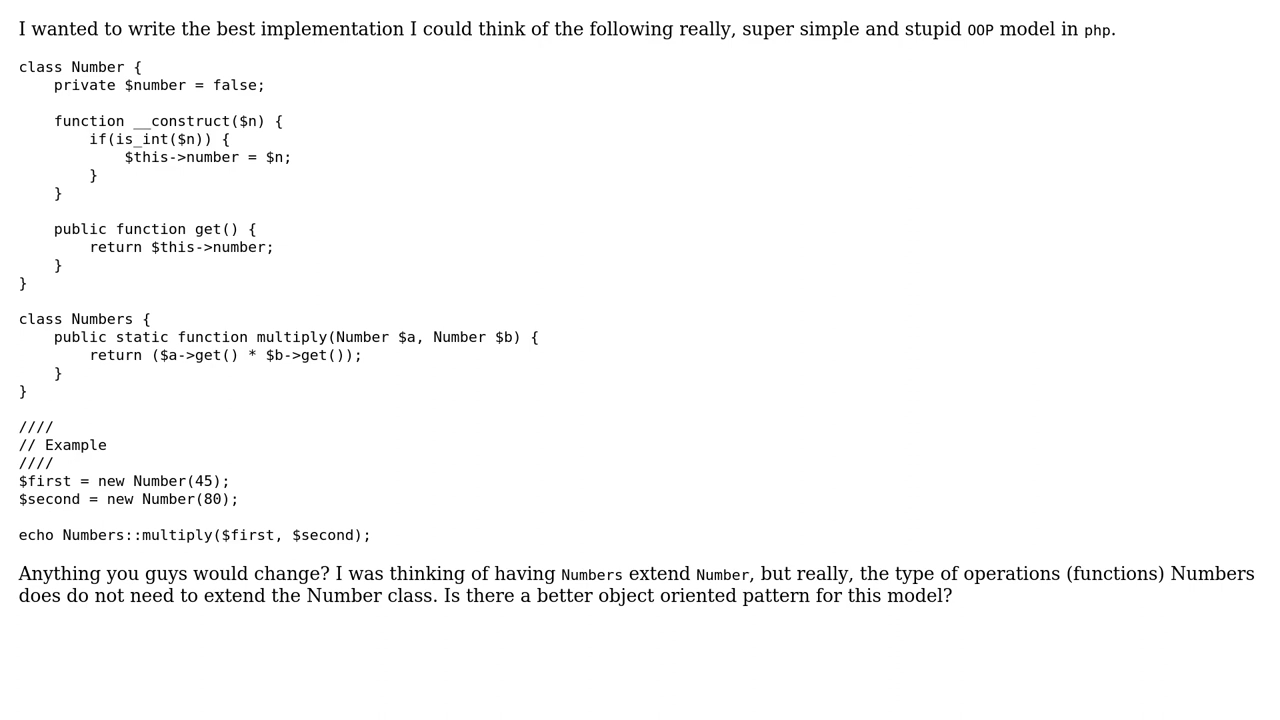 I wanted to write the best implementation I could think of the following really, super simple and stupid OOP model in php.
class Number {
    private $number = false;

    function __construct($n) {
        if(is_int($n)) {
            $this->number = $n;
        }
    }

    public function get() {
        return $this->number;
    }
}

class Numbers {
    public static function multiply(Number $a, Number $b) {
        return ($a->get() * $b->get());
    }
}

////
// Example
////
$first = new Number(45);
$second = new Number(80);

echo Numbers::multiply($first, $second);

Anything you guys would change? I was thinking of having Numbers extend Number, but really, the type of operations (functions) Numbers
does do not need to extend the Number class. Is there a better object oriented pattern for this model?